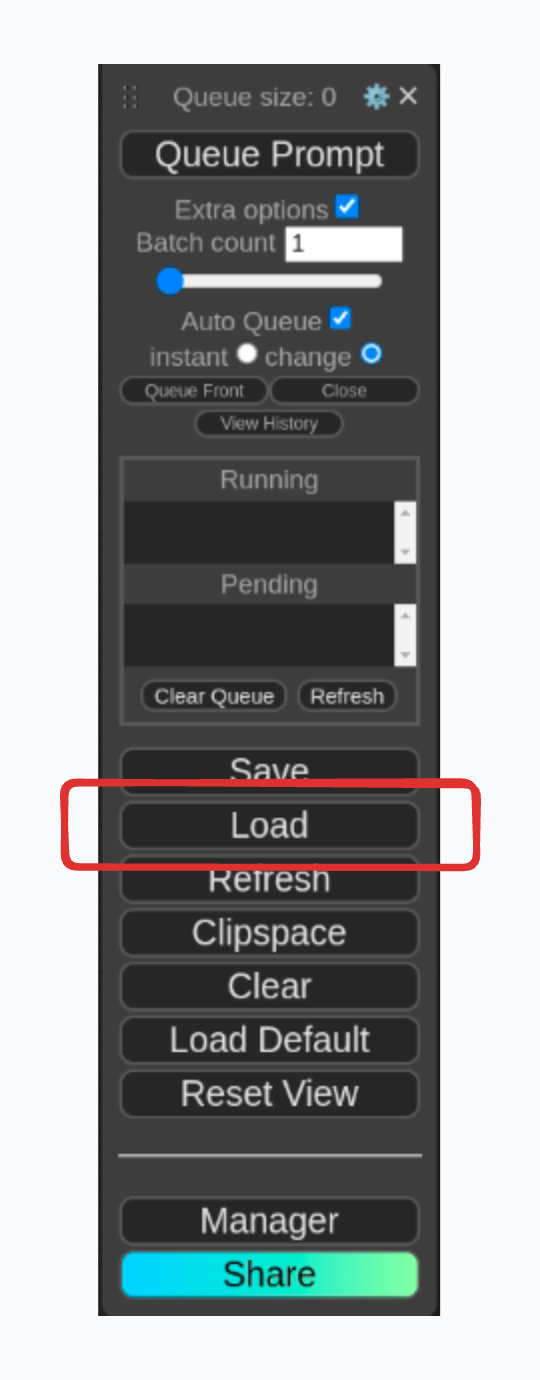 Queue size: 0
Queue Prompt
Extra options
Batch count 1
Auto Queue
instant change
Queue Front Close
View History
Running
Pending
Clear Queue Refresh
Save
Load
Refresh
Clipspace
Clear
Load Default
Reset View
Manager
Share